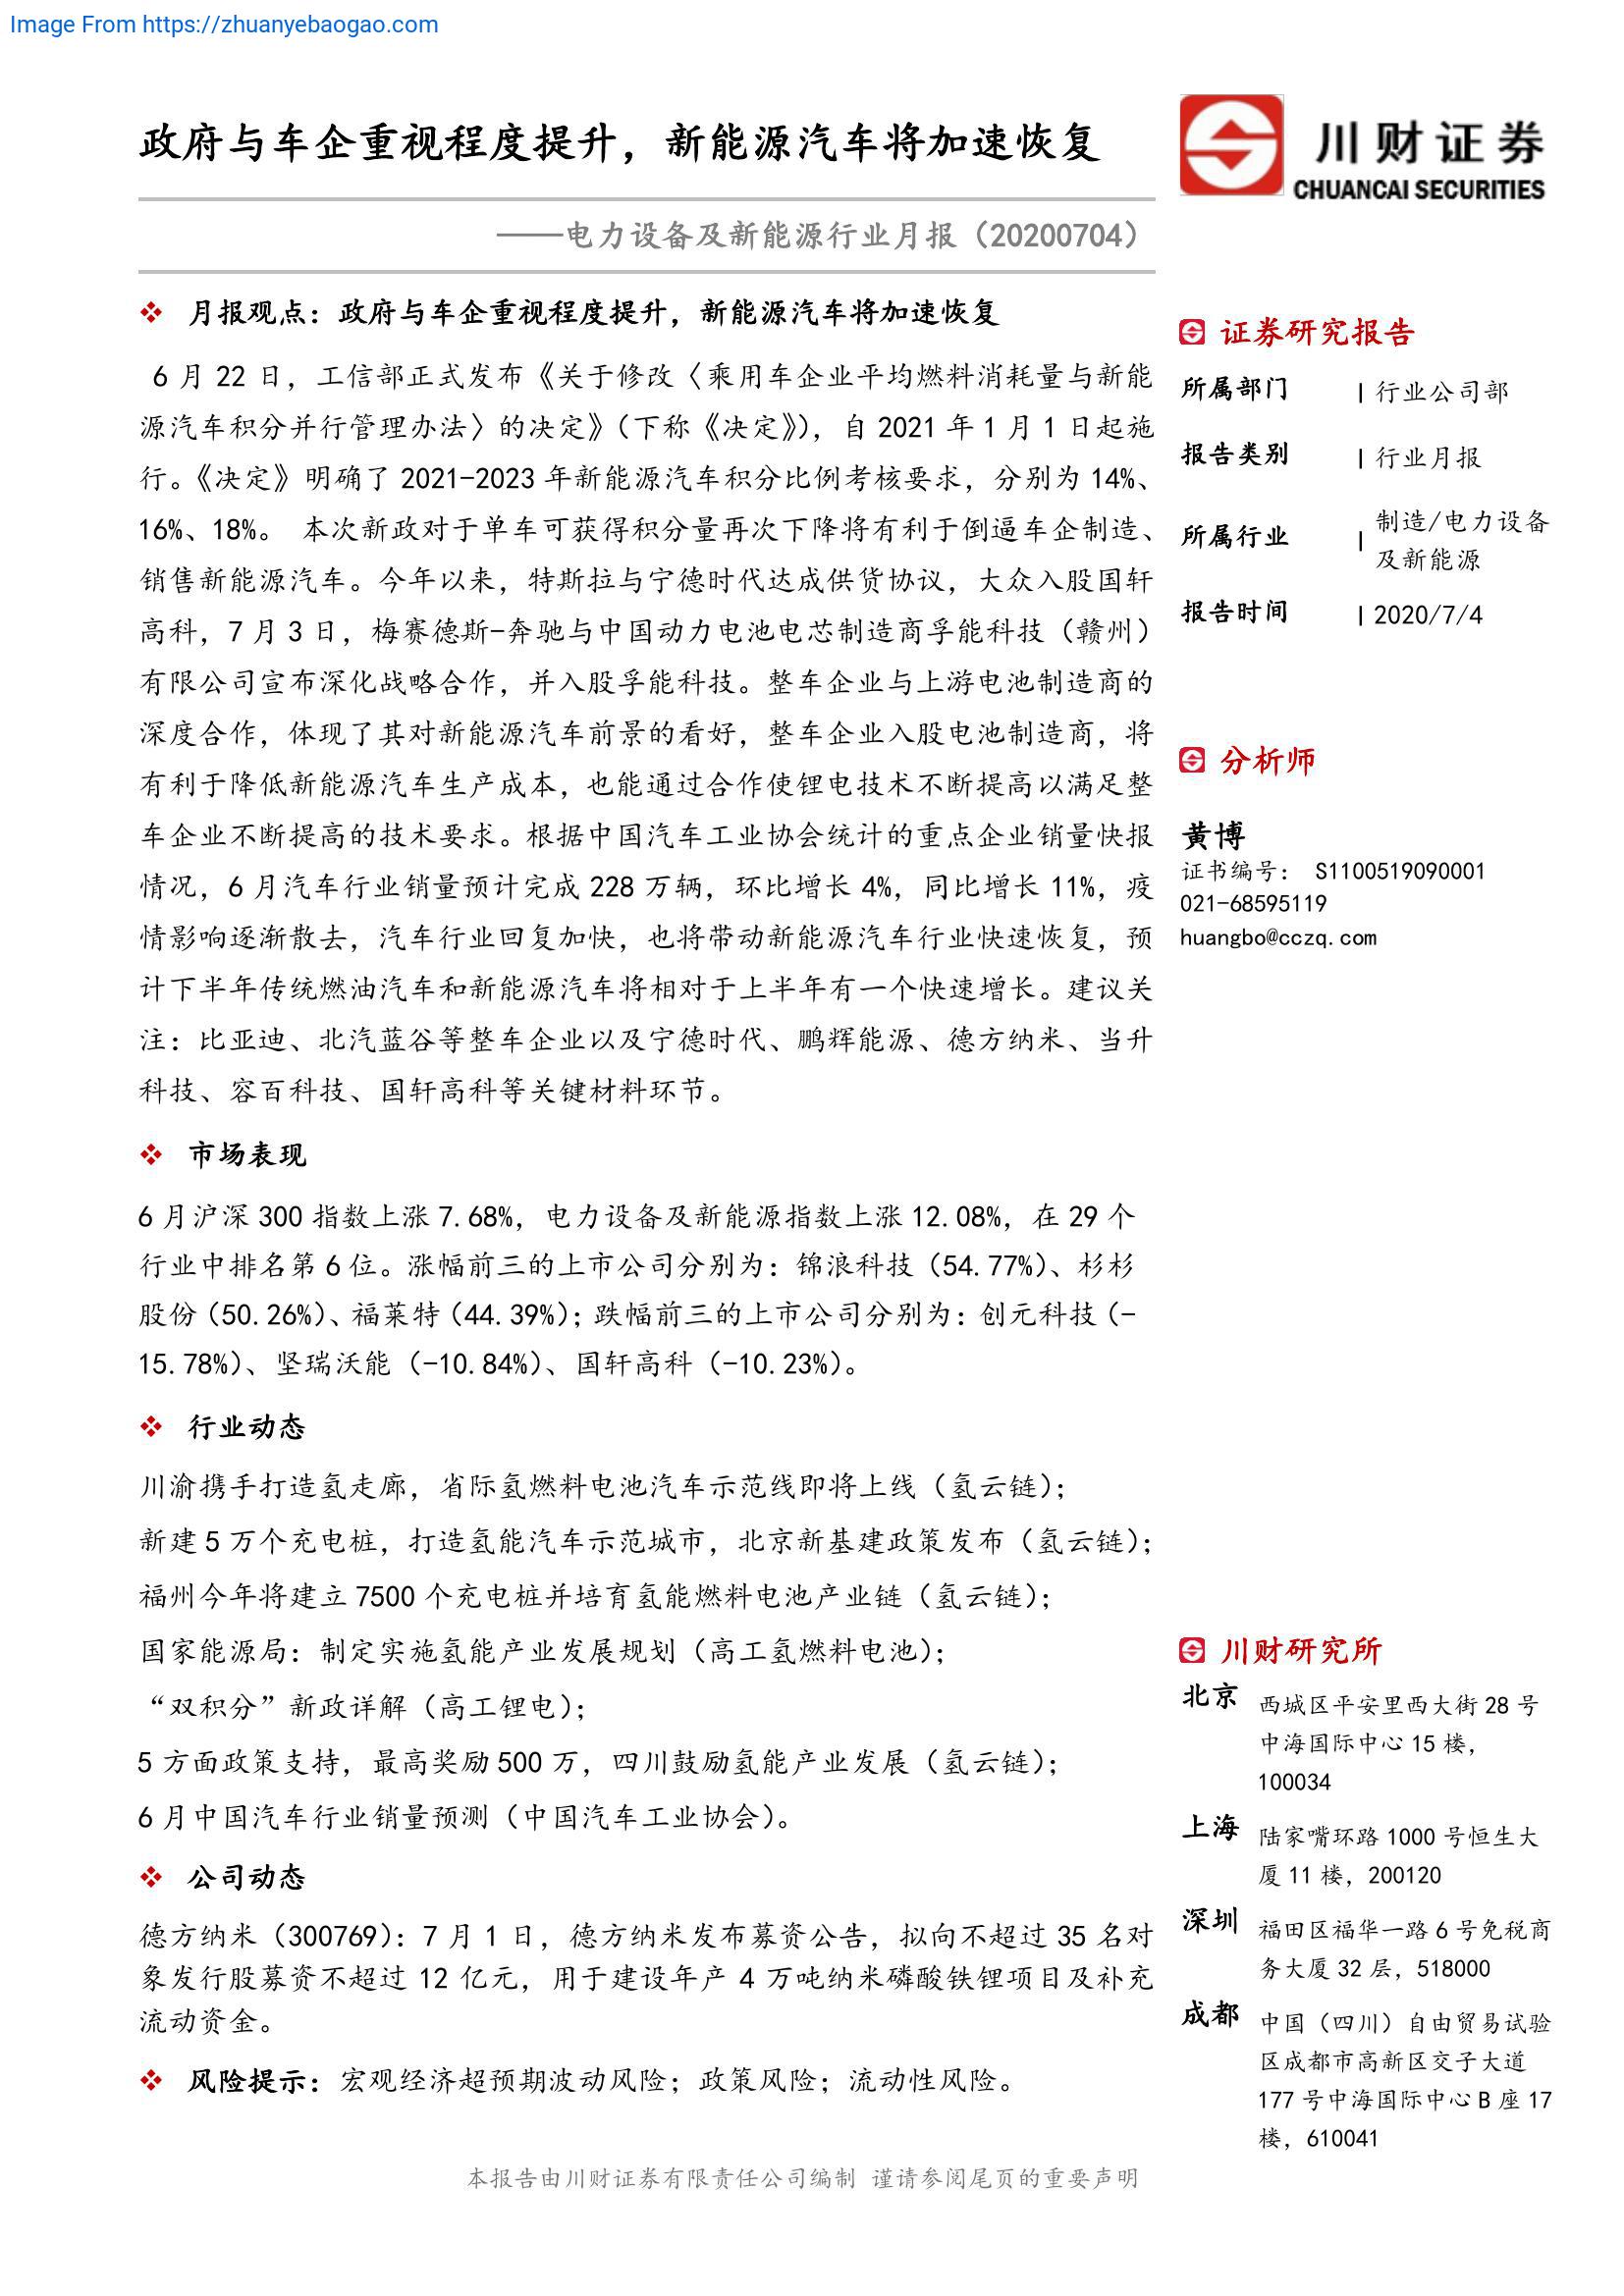 Image From https://zhuanyebaogao.com
政府与车企重视程度提升，新能源汽车将加速恢复
——电力设备及新能源行业月报（20200704）
川财证券
CHUANCAI SECURITIES
❖ 月报观点：政府与车企重视程度提升，新能源汽车将加速恢复
6 月 22 日，工信部正式发布《关于修改〈乘用车企业平均燃料消耗量与新能
源汽车积分并行管理办法〉的决定》（下称《决定》），自 2021 年 1 月 1 日起施
行。《决定》明确了 2021-2023 年新能源汽车积分比例考核要求，分别为 14%、
16%、18%。 本次新政对于单车可获得积分量再次下降将有利于倒逼车企制造、
销售新能源汽车。今年以来，特斯拉与宁德时代达成供货协议，大众入股国轩
高科，7 月 3 日，梅赛德斯-奔驰与中国动力电池电芯制造商孚能科技（赣州）
有限公司宣布深化战略合作，并入股孚能科技。整车企业与上游电池制造商的
深度合作，体现了其对新能源汽车前景的看好，整车企业入股电池制造商，将
有利于降低新能源汽车生产成本，也能通过合作使锂电技术不断提高以满足整
车企业不断提高的技术要求。根据中国汽车工业协会统计的重点企业销量快报
情况，6 月汽车行业销量预计完成 228 万辆，环比增长 4%，同比增长 11%，疫
情影响逐渐散去，汽车行业回复加快，也将带动新能源汽车行业快速恢复，预
计下半年传统燃油汽车和新能源汽车将相对于上半年有一个快速增长。建议关
注：比亚迪、北汽蓝谷等整车企业以及宁德时代、鹏辉能源、德方纳米、当升
科技、容百科技、国轩高科等关键材料环节。
❖ 市场表现
6 月沪深 300 指数上涨 7.68%，电力设备及新能源指数上涨 12.08%，在 29 个
行业中排名第 6 位。涨幅前三的上市公司分别为：锦浪科技（54.77%）、杉杉
股份（50.26%）、福莱特（44.39%）；跌幅前三的上市公司分别为：创元科技（-
15.78%）、坚瑞沃能（-10.84%）、国轩高科（-10.23%）。
❖ 行业动态
川渝携手打造氢走廊，省际氢燃料电池汽车示范线即将上线（氢云链）；
新建 5 万个充电桩，打造氢能汽车示范城市，北京新基建政策发布（氢云链）；
福州今年将建立 7500 个充电桩并培育氢能燃料电池产业链（氢云链）；
国家能源局：制定实施氢能产业发展规划（高工氢燃料电池）；
“双积分”新政详解（高工锂电）；
5 方面政策支持，最高奖励 500 万，四川鼓励氢能产业发展（氢云链）；
6 月中国汽车行业销量预测（中国汽车工业协会）。
❖ 公司动态
德方纳米（300769）：7 月 1 日，德方纳米发布募资公告，拟向不超过 35 名对
象发行股募资不超过 12 亿元，用于建设年产 4 万吨纳米磷酸铁锂项目及补充
流动资金。
❖ 风险提示：宏观经济超预期波动风险；政策风险；流动性风险。
证券研究报告
所属部门 | 行业公司部
报告类别 | 行业月报
所属行业 | 制造/电力设备
及新能源
报告时间 | 2020/7/4
分析师
黄博
证书编号： S1100519090001
021-68595119
huangbo@cczq.com
川财研究所
北京 西城区平安里西大街 28 号
中海国际中心 15 楼，
100034
上海 陆家嘴环路 1000 号恒生大
厦 11 楼，200120
深圳 福田区福华一路 6 号免税商
务大厦 32 层，518000
成都 中国（四川）自由贸易试验
区成都市高新区交子大道
177 号中海国际中心 B 座 17
楼，610041
本报告由川财证券有限责任公司编制 谨请参阅尾页的重要声明